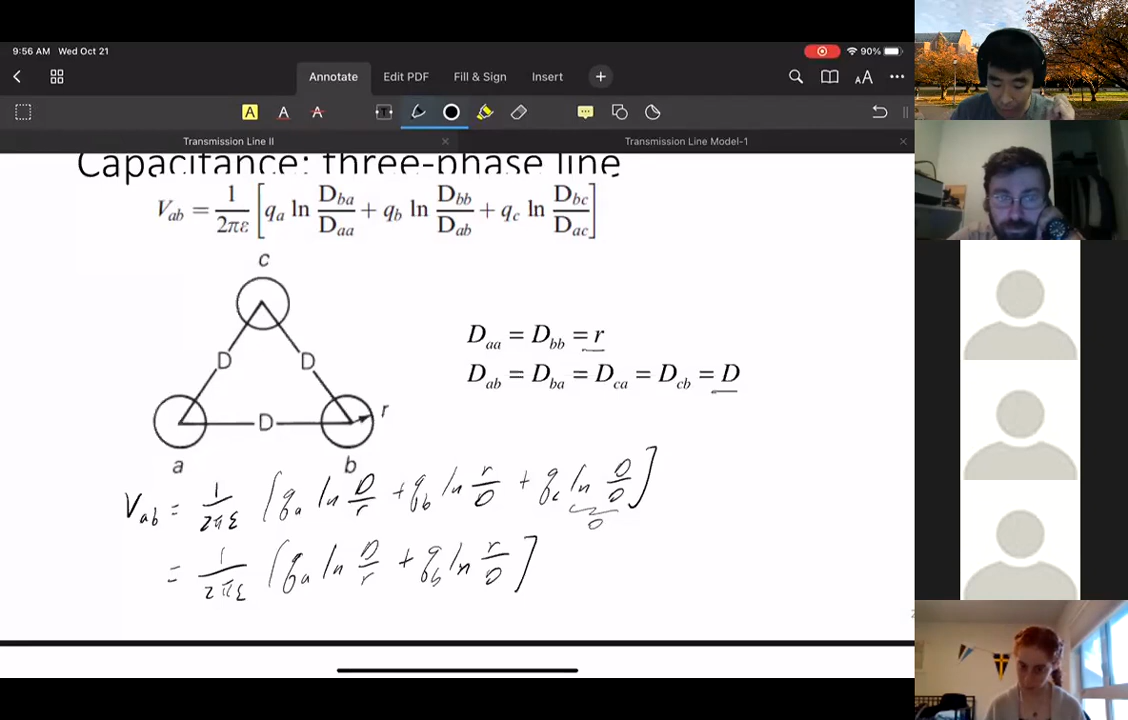 9:56 AM Wed Oct 21
90%
Annotate Edit PDF Fill & Sign Insert
A A A
Transmission Line II
Transmission Line Model-1
Capacitance: three-phase line
V_ab = 1/2πε [q_a ln D_ba/D_aa + q_b ln D_bb/D_ab + q_c ln D_bc/D_ac]
c
D_aa = D_bb = r
D D
D_ab = D_ba = D_ca = D_cb = D
D
r
a b
V_ab = 1/2πε [q_a ln D/r + q_b ln r/D + q_c ln D/D]
0
= 1/2πε [q_a ln D/r + q_b ln r/D]